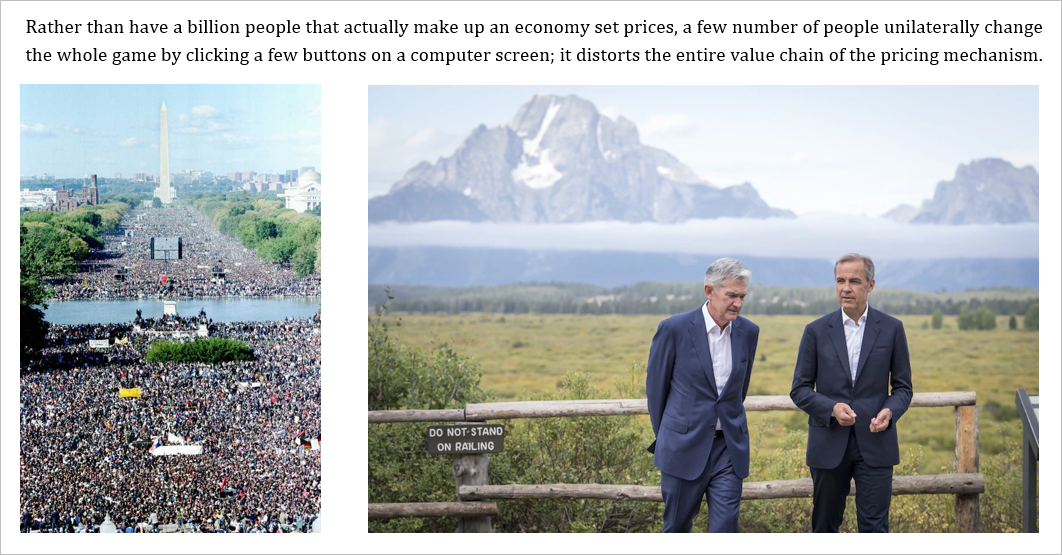 Rather than have a billion people that actually make up an economy set prices, a few number of people unilaterally change
the whole game by clicking a few buttons on a computer screen; it distorts the entire value chain of the pricing mechanism.
DO NOT STAND
ON RAILING